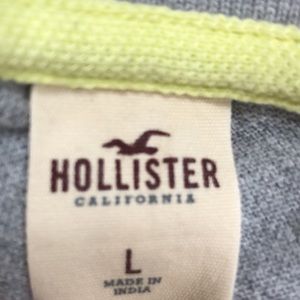 HOLLISTER
CALIFORNIA
L
MADE IN
INDIA